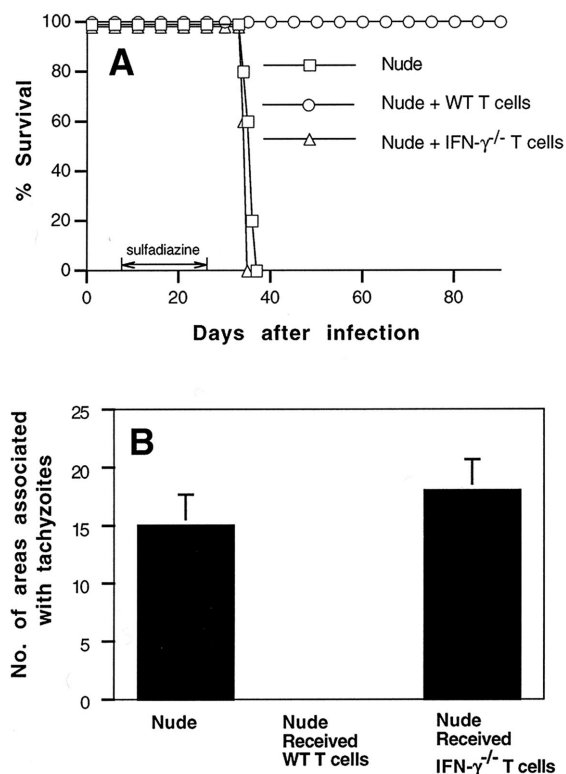 100
80
60
40
20
0
% Survival
A
Nude
Nude + WT T cells
Nude + IFN-γ-/- T cells
sulfadiazine
0 20 40 60 80
Days after infection
25
20
15
10
5
0
No. of areas associated
with tachyzoites
B
Nude
Nude
Received
WT T cells
Nude
Received
IFN-γ-/- T cells